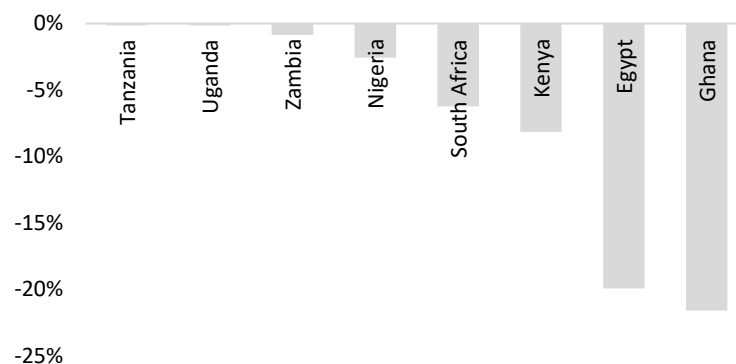 0%
-5%
-10%
-15%
-20%
-25%
Tanzania
Uganda
Zambia
Nigeria
South Africa
Kenya
Egypt
Ghana